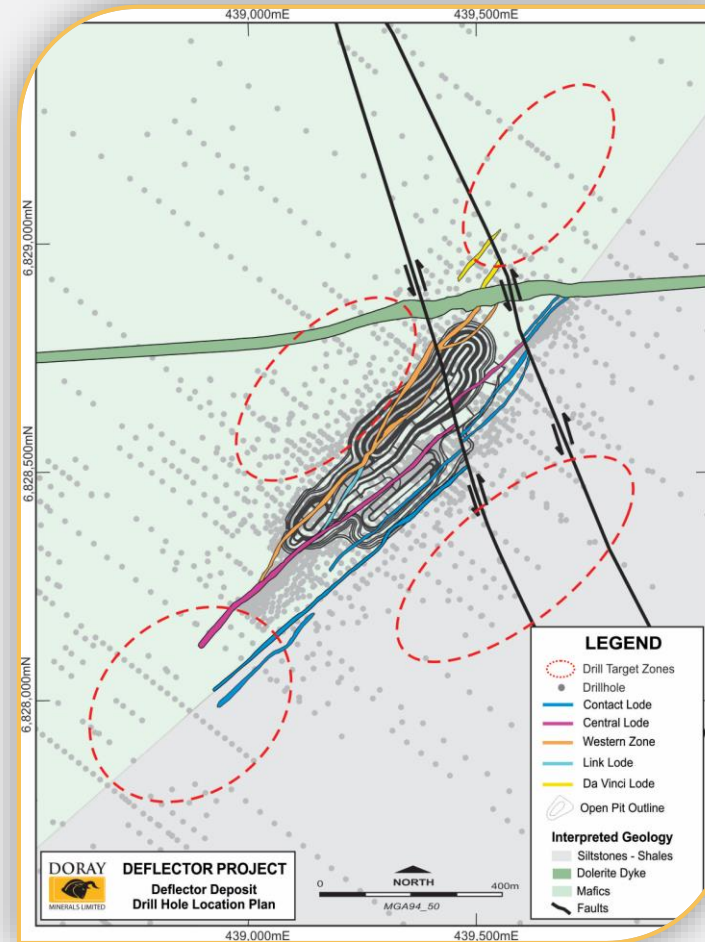 439,000mE
439,500mE
6,829,000mN
6,828,500mN
6,828,000mN
LEGEND
Drill Target Zones
Drillhole
Contact Lode
Central Lode
Western Zone
Link Lode
Da Vinci Lode
Open Pit Outline
Interpreted Geology
Siltstones - Shales
Dolerite Dyke
Mafics
Faults
DORAY
MINERALS LIMITED
DEFLECTOR PROJECT
Deflector Deposit
Drill Hole Location Plan
NORTH
0
400m
MGA94_50
439,000mE
439,500mE